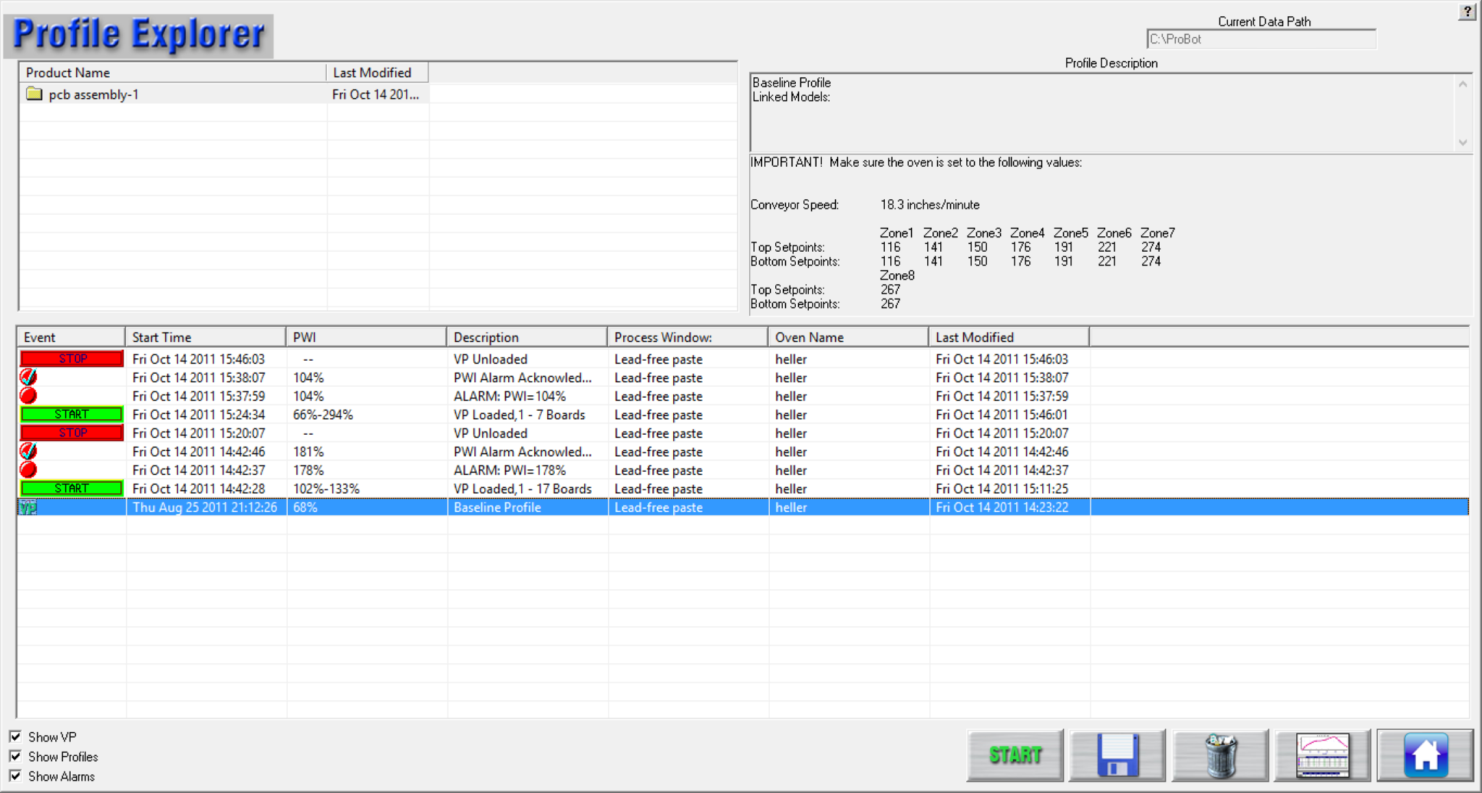 ?
Profile Explorer
Current Data Path
C:\ProBot
Product Name Last Modified
pcb assembly-1 Fri Oct 14 201...
Profile Description
Baseline Profile
Linked Models:
IMPORTANT! Make sure the oven is set to the following values:
Conveyor Speed: 18.3 inches/minute
Zone1 Zone2 Zone3 Zone4 Zone5 Zone6 Zone7
Top Setpoints: 116 141 150 176 191 221 274
Bottom Setpoints: 116 141 150 176 191 221 274
Zone8
Top Setpoints: 267
Bottom Setpoints: 267
Event Start Time PWI Description Process Window: Oven Name Last Modified
STOP Fri Oct 14 2011 15:46:03 -- VP Unloaded Lead-free paste heller Fri Oct 14 2011 15:46:03
Fri Oct 14 2011 15:38:07 104% PWI Alarm Acknowled... Lead-free paste heller Fri Oct 14 2011 15:38:07
Fri Oct 14 2011 15:37:59 104% ALARM: PWI=104% Lead-free paste heller Fri Oct 14 2011 15:37:59
START Fri Oct 14 2011 15:24:34 66%-294% VP Loaded,1 - 7 Boards Lead-free paste heller Fri Oct 14 2011 15:46:01
STOP Fri Oct 14 2011 15:20:07 -- VP Unloaded Lead-free paste heller Fri Oct 14 2011 15:20:07
Fri Oct 14 2011 14:42:46 181% PWI Alarm Acknowled... Lead-free paste heller Fri Oct 14 2011 14:42:46
Fri Oct 14 2011 14:42:37 178% ALARM: PWI=178% Lead-free paste heller Fri Oct 14 2011 14:42:37
START Fri Oct 14 2011 14:42:28 102%-133% VP Loaded,1 - 17 Boards Lead-free paste heller Fri Oct 14 2011 15:11:25
VP Thu Aug 25 2011 21:12:26 68% Baseline Profile Lead-free paste heller Fri Oct 14 2011 14:23:22
Show VP
Show Profiles
Show Alarms
START